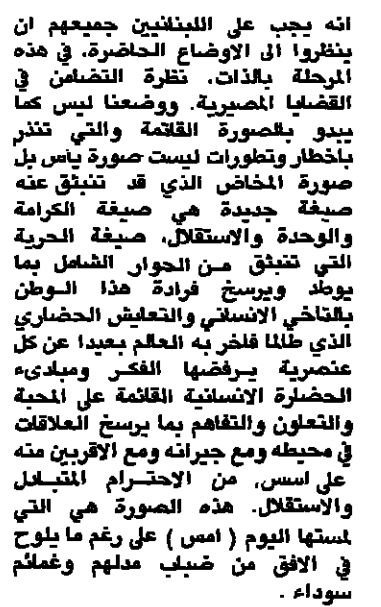 انه يجب على اللبنانيين جميعهم ان
ينظروا الى الاوضاع الحاضرة، في هذه
المرحلة بالذات، نظرة التضامن في
القضايا المصيرية. ووضعنا ليس كما
يبدو بالصورة القاتمة والتي تنذر
باخطار وتطورات ليست صورة يأس بل
صورة المخاض الذي قد تنبثق عنه
صيغة جديدة هي صيغة الكرامة
والوحدة والاستقلال، صيغة الحرية
التي تنبثق من الحوار الشامل بما
يوطد ويرسخ فرادة هذا الوطن
بالتاخي الانساني والتعايش الحضاري
الذي طالما فاخر به العالم بعيدا عن كل
عنصرية يرفضها الفكر ومبادىء
الحضارة الانسانية القائمة على المحبة
والتعاون والتفاهم بما يرسخ العلاقات
في محيطه ومع جيرانه ومع الاقربين منه
على اسس، من الاحترام المتبادل
والاستقلال. هذه الصورة هي التي
لمستها اليوم ( امس ) على رغم ما يلوح
في الافق من ضباب مدلهم وغمائم
سوداء .